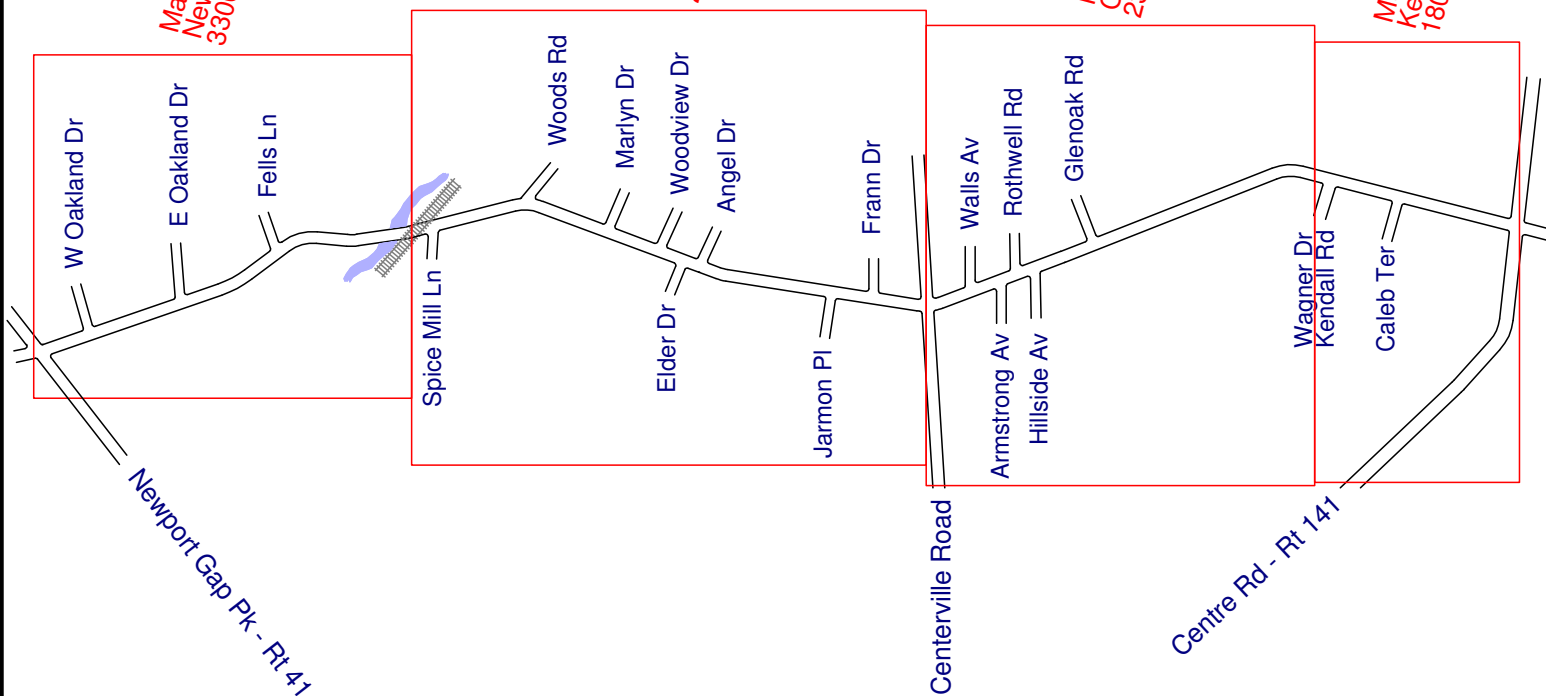 W Oakland Dr
E Oakland Dr
Fells Ln
Woods Rd
Marlyn Dr
Woodview Dr
Angel Dr
Frann Dr
Walls Av
Rothwell Rd
Glenoak Rd
Spice Mill Ln
Elder Dr
Jarmon Pl
Armstrong Av
Hillside Av
Wagner Dr
Kendall Rd
Caleb Ter
Newport Gap Pk - Rt 41
Centerville Road
Centre Rd - Rt 141